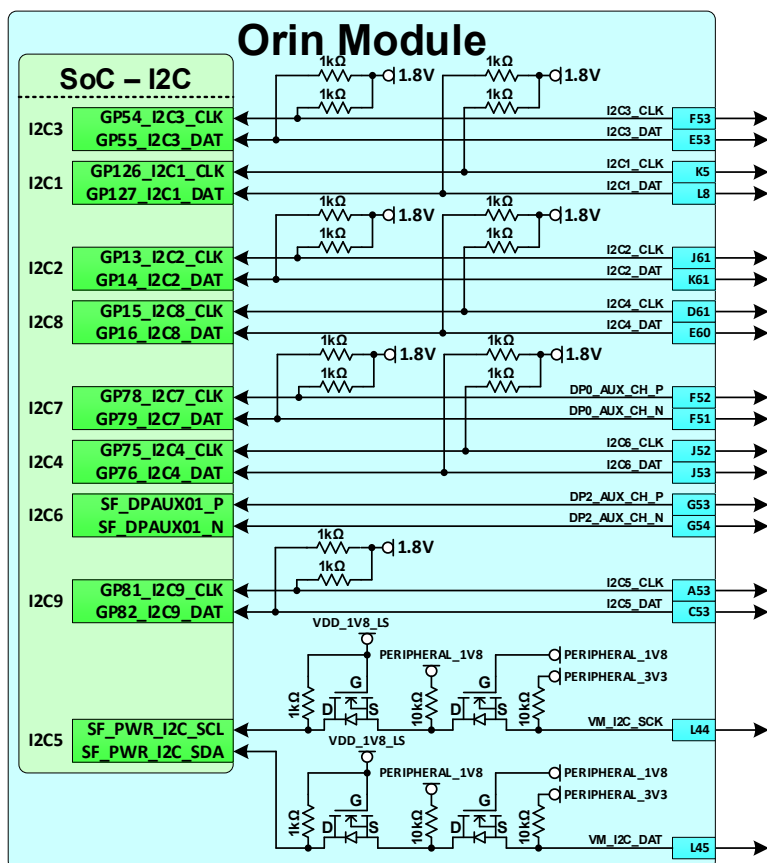 Orin Module
SoC – I2C
1kΩ
1kΩ
1.8V
1kΩ
1kΩ
1.8V
I2C3
GP54_I2C3_CLK
I2C3_CLK
F53
GP55_I2C3_DAT
I2C3_DAT
E53
I2C1
GP126_I2C1_CLK
I2C1_CLK
K5
GP127_I2C1_DAT
I2C1_DAT
L8
1kΩ
1kΩ
1.8V
1kΩ
1kΩ
1.8V
I2C2
GP13_I2C2_CLK
I2C2_CLK
J61
GP14_I2C2_DAT
I2C2_DAT
K61
I2C8
GP15_I2C8_CLK
I2C4_CLK
D61
GP16_I2C8_DAT
I2C4_DAT
E60
1kΩ
1kΩ
1.8V
1kΩ
1kΩ
1.8V
I2C7
GP78_I2C7_CLK
DP0_AUX_CH_P
F52
GP79_I2C7_DAT
DP0_AUX_CH_N
F51
I2C4
GP75_I2C4_CLK
I2C6_CLK
J52
GP76_I2C4_DAT
I2C6_DAT
J53
I2C6
SF_DPAUX01_P
DP2_AUX_CH_P
G53
SF_DPAUX01_N
DP2_AUX_CH_N
G54
1kΩ
1kΩ
1.8V
I2C9
GP81_I2C9_CLK
I2C5_CLK
A53
GP82_I2C9_DAT
I2C5_DAT
C53
VDD_1V8_LS
PERIPHERAL_1V8
PERIPHERAL_1V8
PERIPHERAL_3V3
1kΩ
G
D
S
10kΩ
G
D
S
10kΩ
I2C5
SF_PWR_I2C_SCL
VM_I2C_SCK
L44
SF_PWR_I2C_SDA
VDD_1V8_LS
PERIPHERAL_1V8
PERIPHERAL_1V8
PERIPHERAL_3V3
1kΩ
G
D
S
10kΩ
G
D
S
10kΩ
VM_I2C_DAT
L45